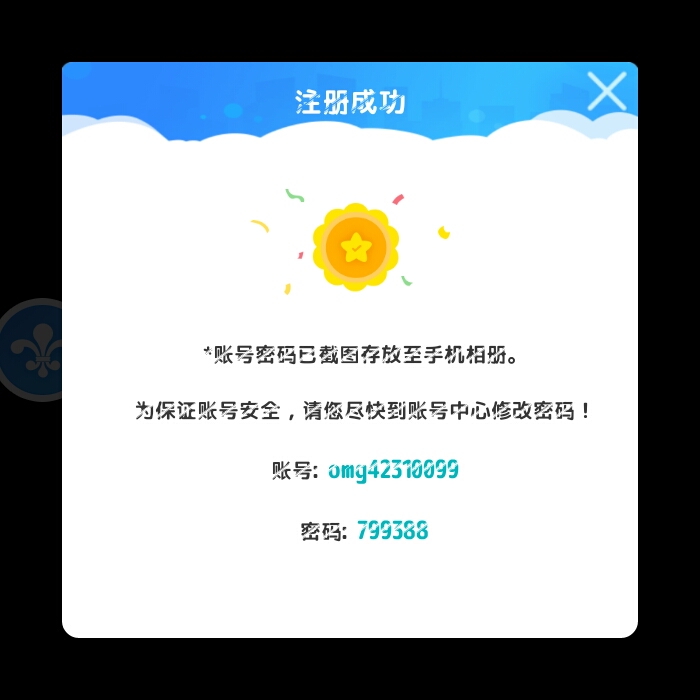 注册成功
*账号密码已截图存放至手机相册。
为保证账号安全，请您尽快到账号中心修改密码！
账号: omg42310099
密码: 799388